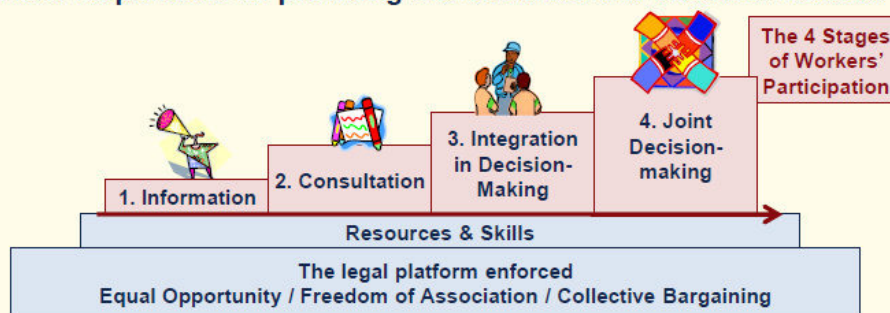 The 4 Stages
of Workers'
Participation
1. Information
2. Consultation
3. Integration
in Decision-
Making
4. Joint
Decision-
making
Resources & Skills
The legal platform enforced
Equal Opportunity / Freedom of Association / Collective Bargaining